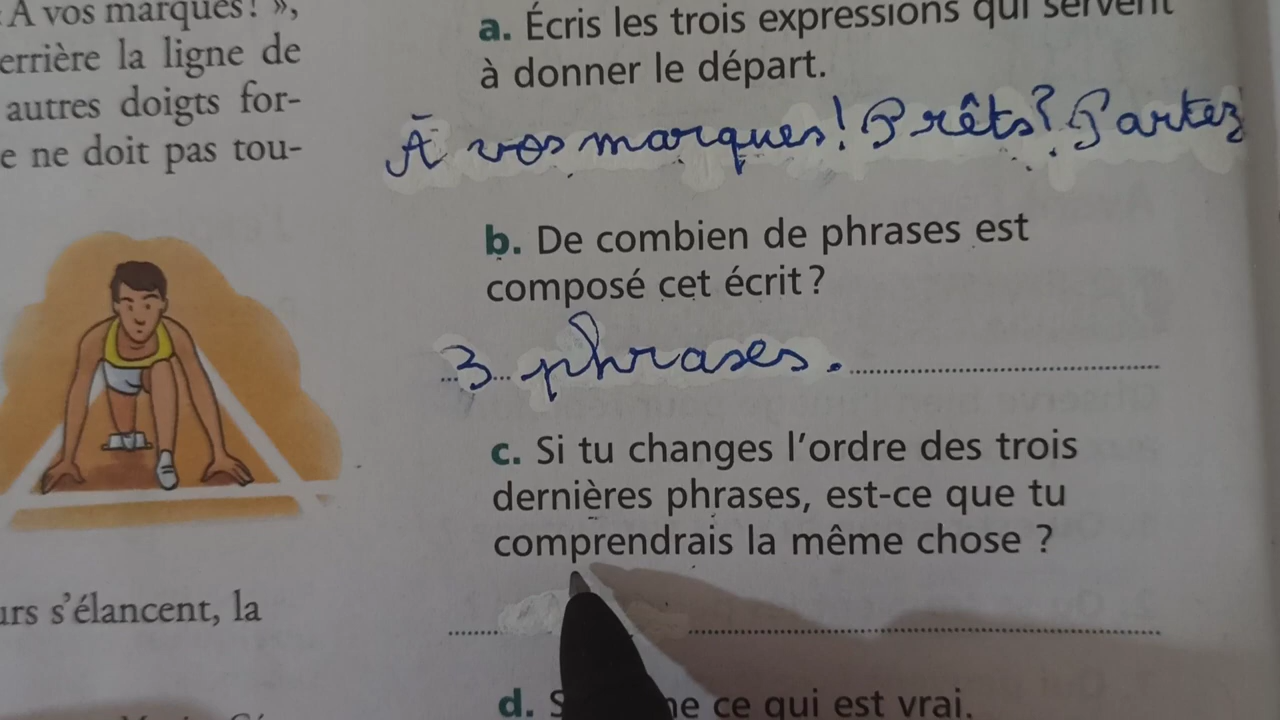 À vos marques! »,
errière la ligne de
autres doigts for-
e ne doit pas tou-
urs s'élancent, la
a. Écris les trois expressions qui servent
à donner le départ.
À vos marques! Prêts? Partez
b. De combien de phrases est
composé cet écrit?
3 phrases.
c. Si tu changes l'ordre des trois
dernières phrases, est-ce que tu
comprendrais la même chose ?
d. S ne ce qui est vrai.